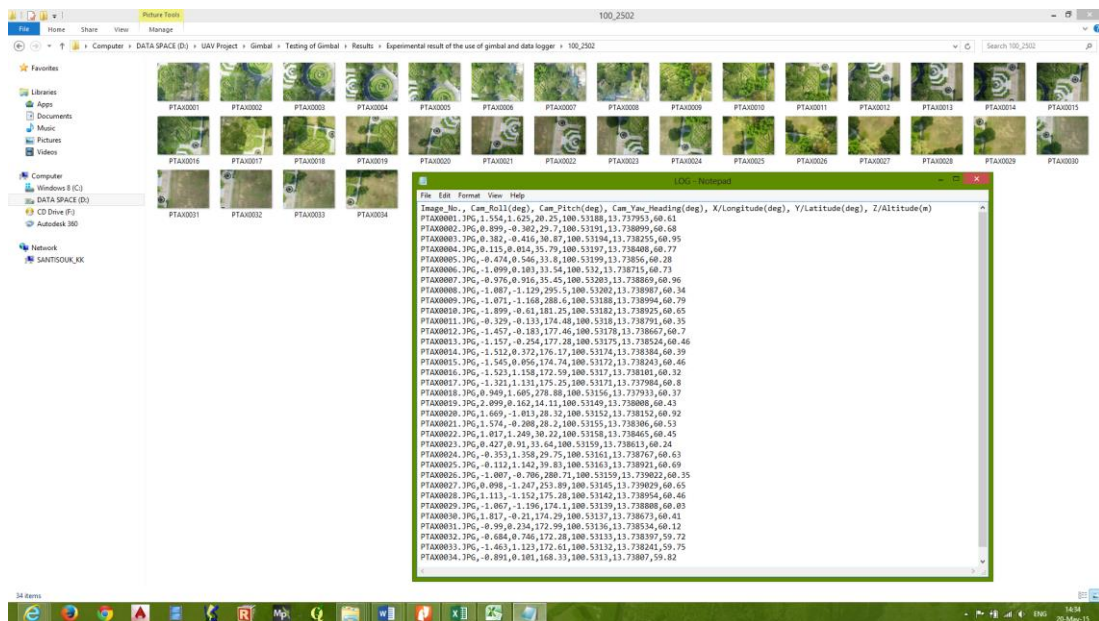 Picture Tools
100_2502
File Home Share View Manage
Computer DATA SPACE (D:) UAV Project Gimbal Testing of Gimbal Results Experimental result of the use of gimbal and data logger 100_2502
Search 100_2502
Favorites
Libraries
Apps
Documents
Music
Pictures
Videos
Computer
Windows 8 (C:)
DATA SPACE (D:)
CD Drive (F:)
Autodesk 360
Network
SANTISOUK_KK
PTAX0001 PTAX0002 PTAX0003 PTAX0004 PTAX0005 PTAX0006 PTAX0007 PTAX0008 PTAX0009 PTAX0010 PTAX0011 PTAX0012 PTAX0013 PTAX0014 PTAX0015
PTAX0016 PTAX0017 PTAX0018 PTAX0019 PTAX0020 PTAX0021 PTAX0022 PTAX0023 PTAX0024 PTAX0025 PTAX0026 PTAX0027 PTAX0028 PTAX0029 PTAX0030
PTAX0031 PTAX0032 PTAX0033 PTAX0034
LOG - Notepad
File Edit Format View Help
Image_No., Cam_Roll(deg), Cam_Pitch(deg), Cam_Yaw_Heading(deg), X/Longitude(deg), Y/Latitude(deg), Z/Altitude(m)
PTAX0001.JPG,1.554,1.625,20.25,100.53188,13.737953,60.61
PTAX0002.JPG,0.899,-0.302,29.7,100.53191,13.738099,60.68
PTAX0003.JPG,0.382,-0.416,30.87,100.53194,13.738255,60.95
PTAX0004.JPG,0.115,0.014,35.79,100.53197,13.738408,60.77
PTAX0005.JPG,-0.474,0.546,33.8,100.53199,13.73856,60.28
PTAX0006.JPG,-1.099,0.103,33.54,100.532,13.738715,60.73
PTAX0007.JPG,-0.976,0.916,35.45,100.53203,13.738869,60.96
PTAX0008.JPG,-1.087,-1.129,295.5,100.53202,13.738987,60.34
PTAX0009.JPG,-1.071,-1.168,288.6,100.53188,13.738994,60.79
PTAX0010.JPG,-1.899,-0.61,181.25,100.53182,13.738925,60.65
PTAX0011.JPG,-0.329,-0.133,174.48,100.5318,13.738791,60.35
PTAX0012.JPG,-1.457,-0.183,177.46,100.53178,13.738667,60.7
PTAX0013.JPG,-1.157,-0.254,177.28,100.53175,13.738524,60.46
PTAX0014.JPG,-1.512,0.372,176.17,100.53174,13.738384,60.39
PTAX0015.JPG,-1.545,0.056,174.74,100.53172,13.738243,60.46
PTAX0016.JPG,-1.523,1.158,172.59,100.5317,13.738101,60.32
PTAX0017.JPG,-1.321,1.131,175.25,100.53171,13.737984,60.8
PTAX0018.JPG,0.949,1.605,278.88,100.53156,13.737933,60.37
PTAX0019.JPG,2.099,0.162,14.11,100.53149,13.738008,60.43
PTAX0020.JPG,1.669,-1.013,28.32,100.53152,13.738152,60.92
PTAX0021.JPG,1.574,-0.208,28.2,100.53155,13.738306,60.53
PTAX0022.JPG,1.017,1.249,30.22,100.53158,13.738465,60.45
PTAX0023.JPG,0.427,0.91,33.64,100.53159,13.738613,60.24
PTAX0024.JPG,-0.353,1.358,29.75,100.53161,13.738767,60.63
PTAX0025.JPG,-0.112,1.142,39.83,100.53163,13.738921,60.69
PTAX0026.JPG,-1.007,-0.706,280.71,100.53159,13.739022,60.35
PTAX0027.JPG,0.098,-1.247,253.89,100.53145,13.739029,60.65
PTAX0028.JPG,1.113,-1.152,175.28,100.53142,13.738954,60.46
PTAX0029.JPG,-1.067,-1.196,174.1,100.53139,13.738808,60.03
PTAX0030.JPG,1.817,-0.21,174.29,100.53137,13.738673,60.41
PTAX0031.JPG,-0.99,0.234,172.99,100.53136,13.738534,60.12
PTAX0032.JPG,-0.684,0.746,172.28,100.53133,13.738397,59.72
PTAX0033.JPG,-1.463,1.123,172.61,100.53132,13.738241,59.75
PTAX0034.JPG,-0.891,0.101,168.33,100.5313,13.73807,59.82
34 items
ENG
14:34
20-May-15